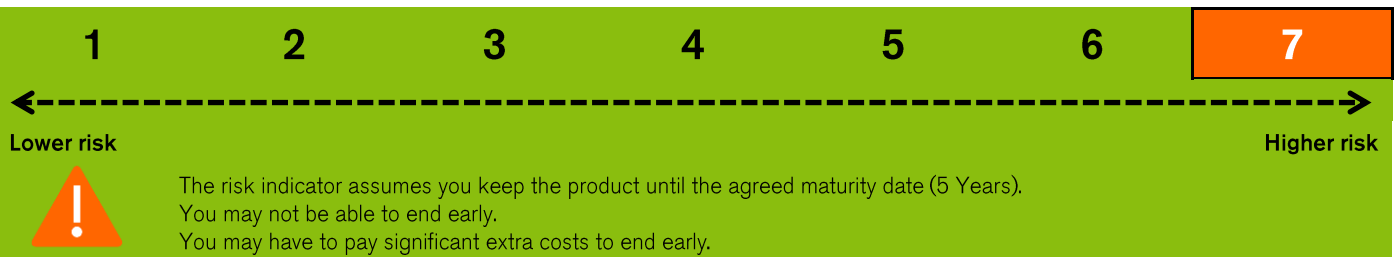 1 2 3 4 5 6 7
Lower risk Higher risk
!
The risk indicator assumes you keep the product until the agreed maturity date (5 Years).
You may not be able to end early.
You may have to pay significant extra costs to end early.